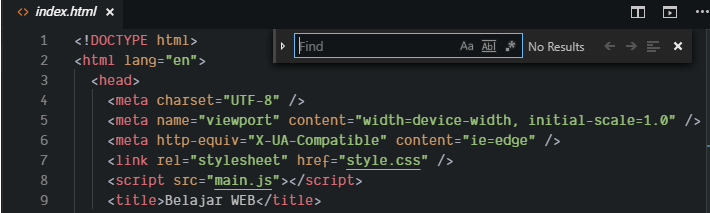 index.html
Find Aa Abl .* No Results
1 <!DOCTYPE html>
2 <html lang="en">
3 <head>
4 <meta charset="UTF-8" />
5 <meta name="viewport" content="width=device-width, initial-scale=1.0" />
6 <meta http-equiv="X-UA-Compatible" content="ie=edge" />
7 <link rel="stylesheet" href="style.css" />
8 <script src="main.js"></script>
9 <title>Belajar WEB</title>